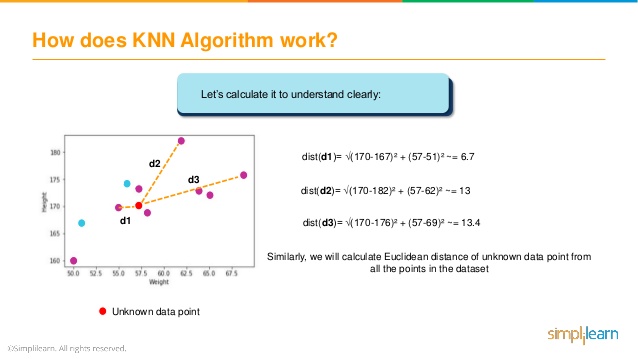 How does KNN Algorithm work?
Let's calculate it to understand clearly:
dist(d1)= √(170-167)² + (57-51)² ~= 6.7
dist(d2)= √(170-182)² + (57-62)² ~= 13
dist(d3)= √(170-176)² + (57-69)² ~= 13.4
Similarly, we will calculate Euclidean distance of unknown data point from
all the points in the dataset
180
175
170
165
160
Height
Height
d2
d3
d1
50.0 52.5 55.0 57.5 60.0 62.5 65.0 67.5
Weight
Unknown data point
©Simplilearn. All rights reserved.
simplilearn